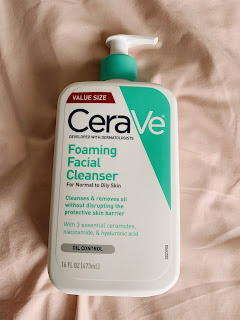 VALUE SIZE
CeraVe
DEVELOPED WITH DERMATOLOGISTS
Foaming
Facial
Cleanser
For Normal to Oily Skin
Cleanses & removes oil
without disrupting the
protective skin barrier
With 3 essential ceramides,
niacinamide, & hyaluronic acid
OIL CONTROL
16 FL OZ (473mL)